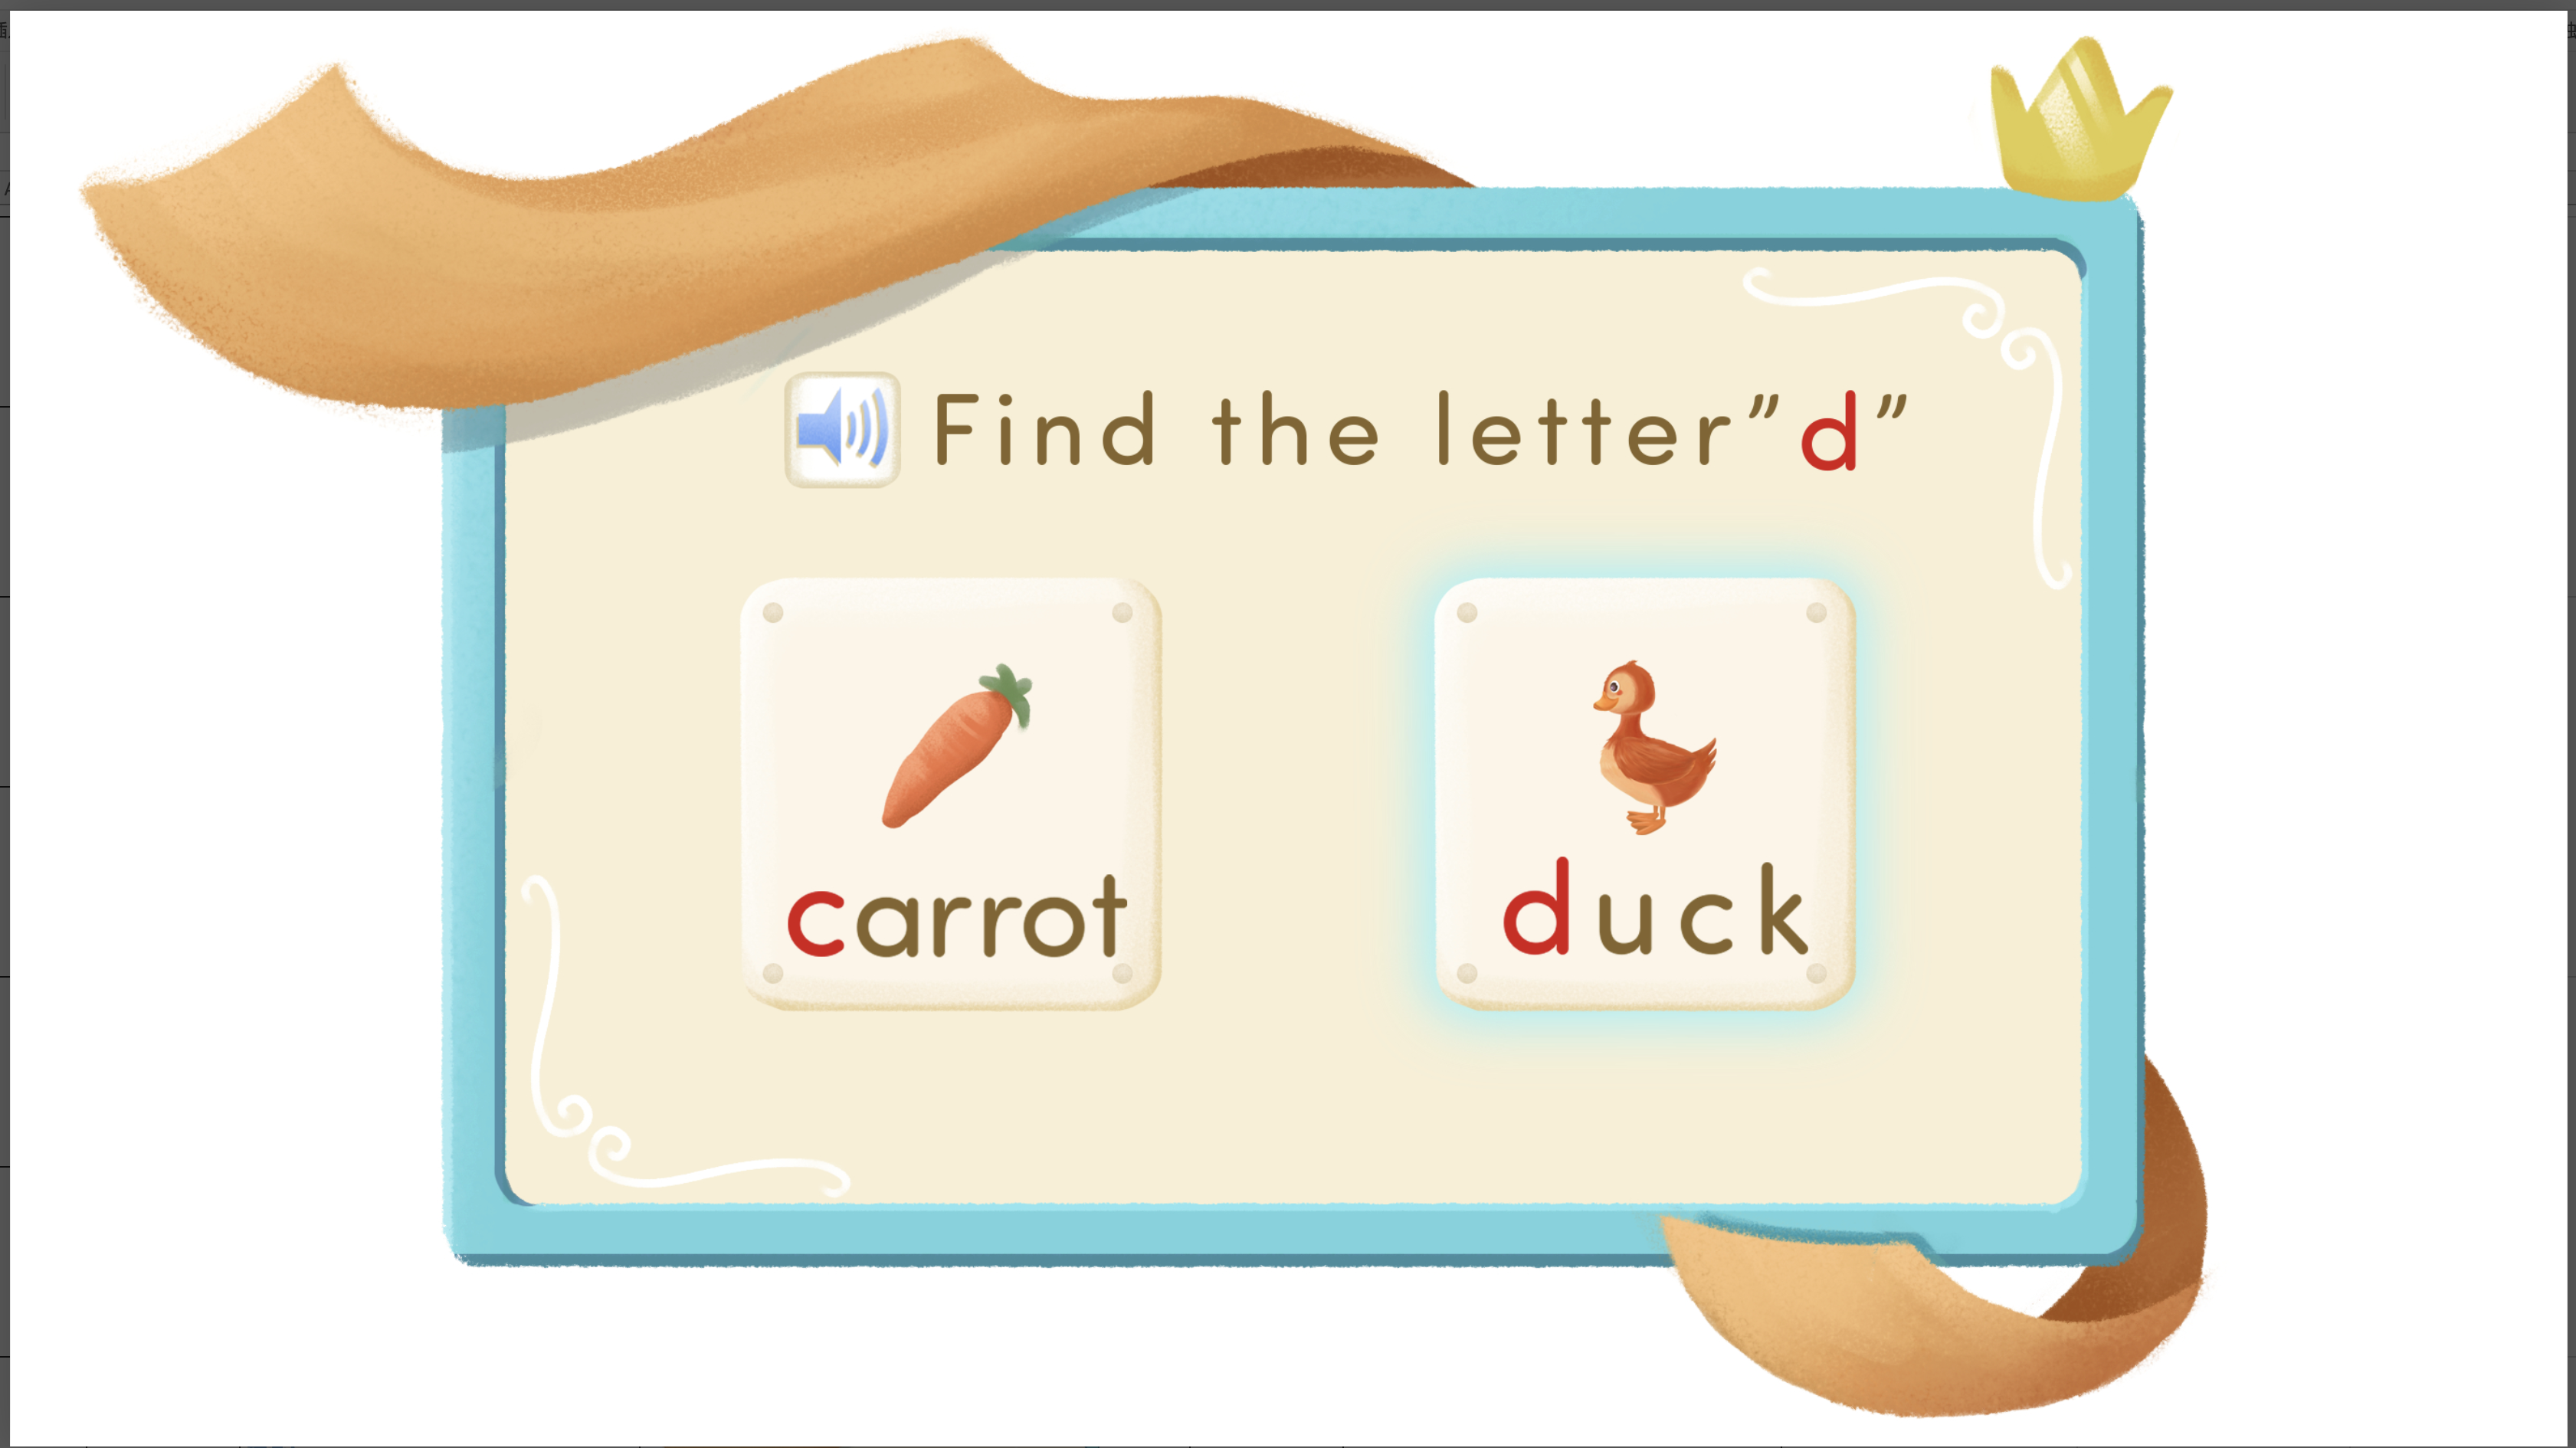 Find the letter”d”
carrot
duck